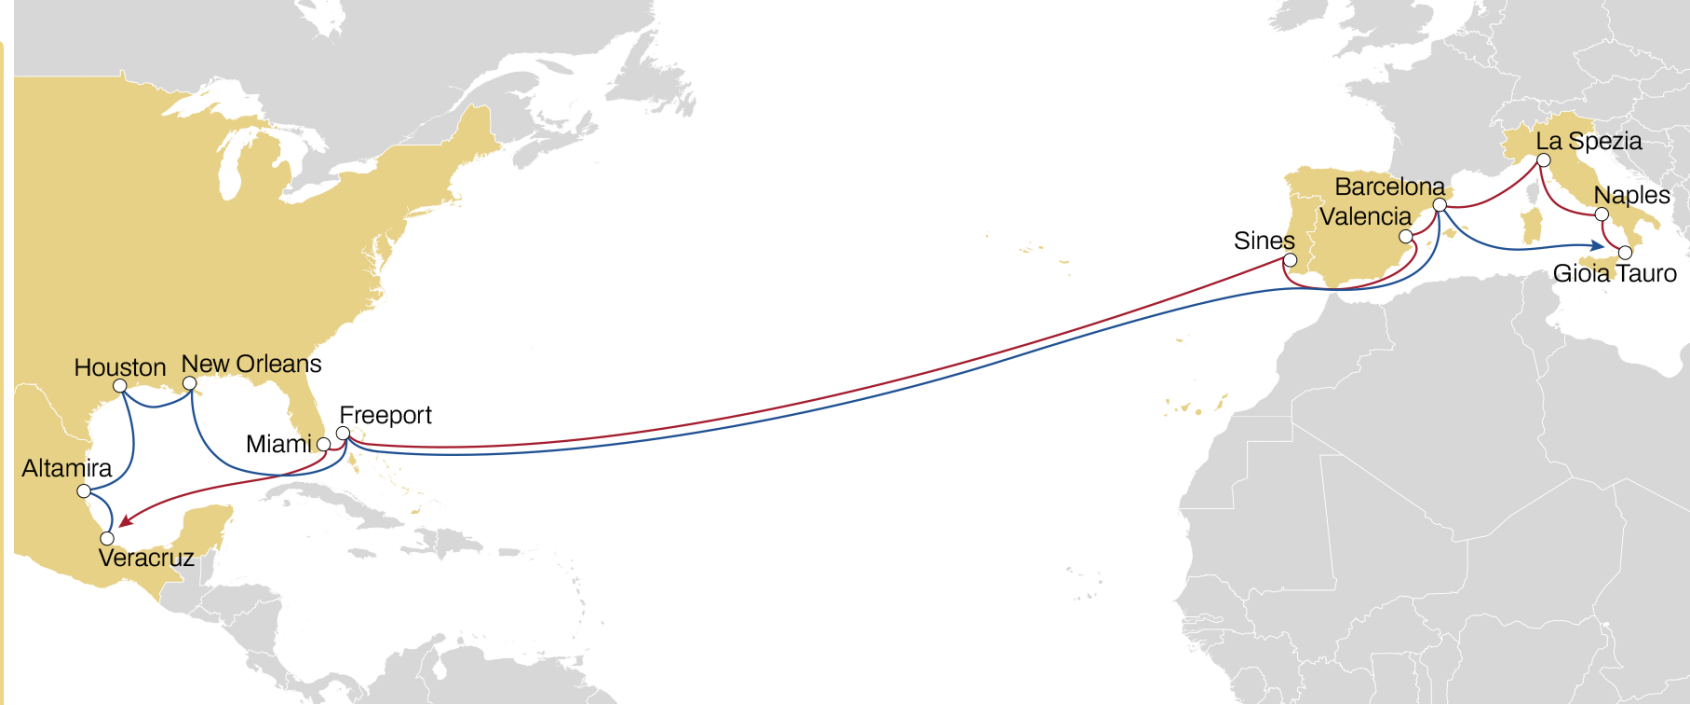 La Spezia
Barcelona
Naples
Valencia
Sines
Gioia Tauro
Houston
New Orleans
Freeport
Miami
Altamira
Veracruz